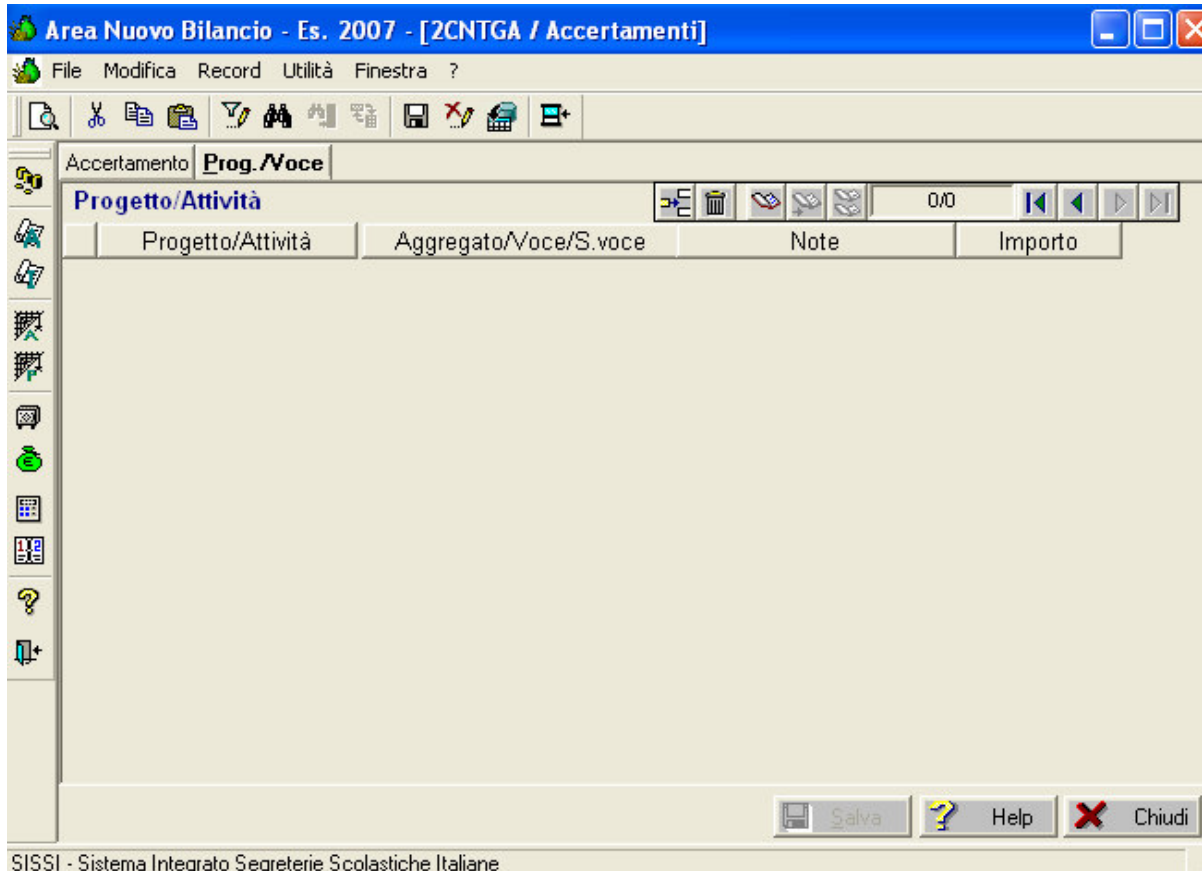 Area Nuovo Bilancio - Es. 2007 - [2CNTGA / Accertamenti]
File Modifica Record Utilità Finestra ?
Accertamento Prog./Voce
Progetto/Attività 0/0
Progetto/Attività Aggregato/Voce/S.voce Note Importo
Salva Help Chiudi
SISSI - Sistema Integrato Segreterie Scolastiche Italiane